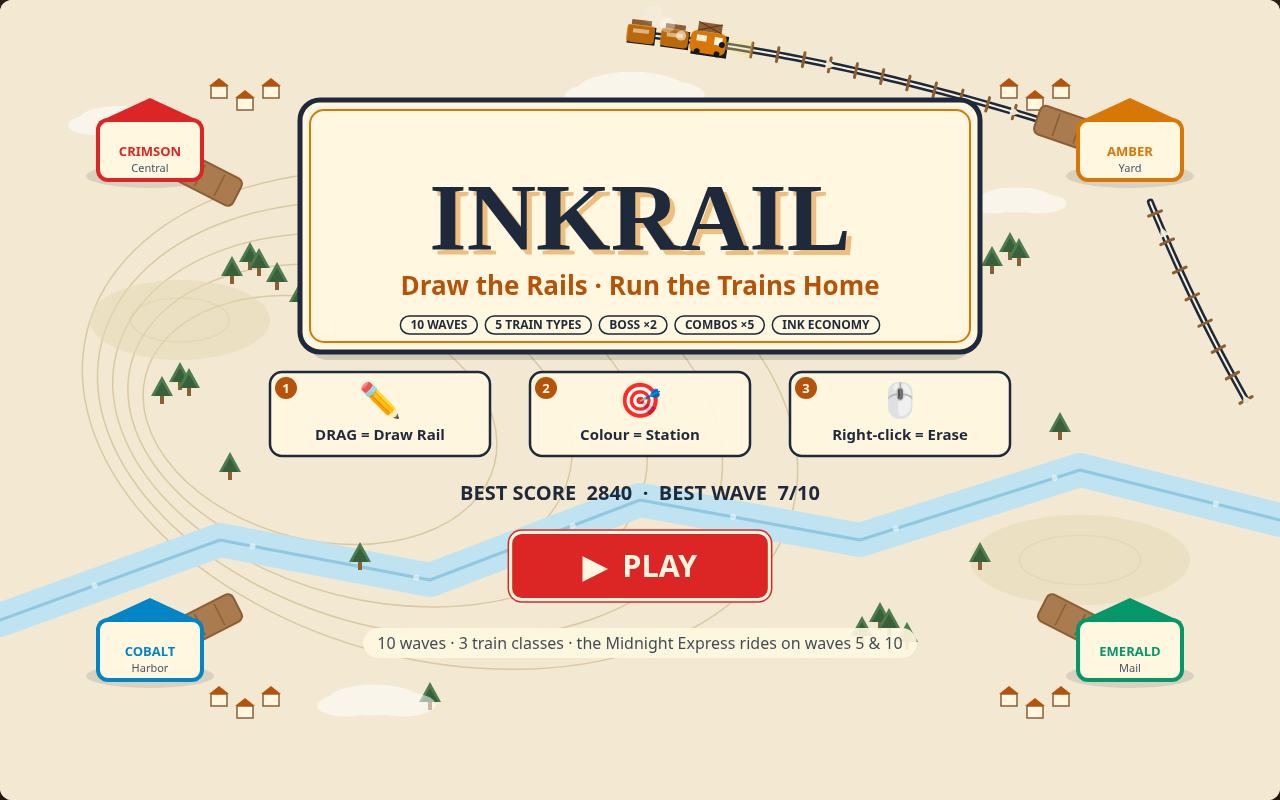 CRIMSON
Central
AMBER
Yard
INKRAIL
Draw the Rails · Run the Trains Home
10 WAVES
5 TRAIN TYPES
BOSS ×2
COMBOS ×5
INK ECONOMY
1
DRAG = Draw Rail
2
Colour = Station
3
Right-click = Erase
BEST SCORE 2840 · BEST WAVE 7/10
▶ PLAY
10 waves · 3 train classes · the Midnight Express rides on waves 5 & 10
COBALT
Harbor
EMERALD
Mail